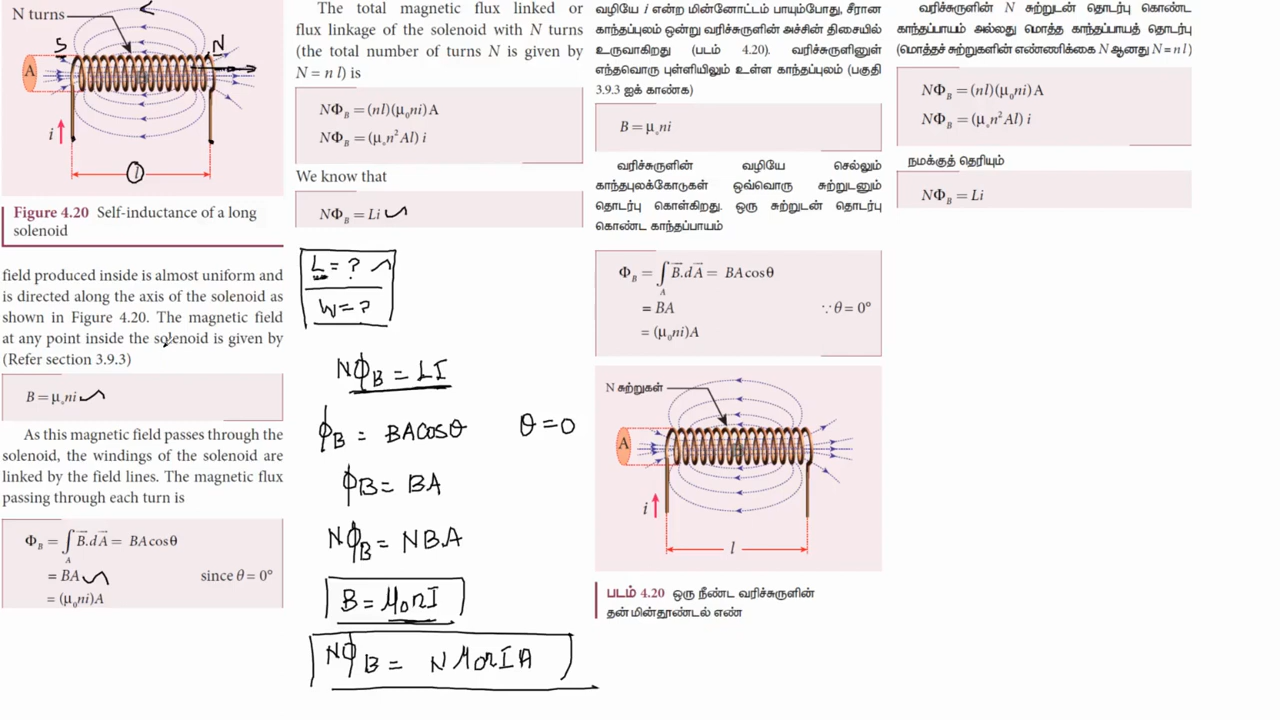 N turns
S
N
A
i
l
Figure 4.20 Self-inductance of a long
solenoid
field produced inside is almost uniform and
is directed along the axis of the solenoid as
shown in Figure 4.20. The magnetic field
at any point inside the solenoid is given by
(Refer section 3.9.3)
B = μ₀ni
As this magnetic field passes through the
solenoid, the windings of the solenoid are
linked by the field lines. The magnetic flux
passing through each turn is
Φ_B = ∫_A B⃗.dA⃗ = BA cosθ
= BA since θ = 0°
= (μ₀ni)A
The total magnetic flux linked or
flux linkage of the solenoid with N turns
(the total number of turns N is given by
N = n l) is
NΦ_B = (nl)(μ₀ni)A
NΦ_B = (μ₀n²Al) i
We know that
NΦ_B = Li
L = ?
W = ?
Nϕ_B = LI
ϕ_B = BAcosθ θ = 0
ϕ_B = BA
Nϕ_B = NBA
B = μ₀nI
Nϕ_B = Nμ₀nIA
வழியே i என்ற மின்னோட்டம் பாயும்போது, சீரான
காந்தப்புலம் ஒன்று வரிச்சுருளின் அச்சின் திசையில்
உருவாகிறது (படம் 4.20). வரிச்சுருளினுள்
எந்தவொரு புள்ளியிலும் உள்ள காந்தப்புலம் (பகுதி
3.9.3 ஐக் காண்க)
B = μ₀ni
வரிச்சுருளின் வழியே செல்லும்
காந்தபுலக்கோடுகள் ஒவ்வொரு சுற்றுடனும்
தொடர்பு கொள்கிறது. ஒரு சுற்றுடன் தொடர்பு
கொண்ட காந்தப்பாயம்
Φ_B = ∫_A B⃗.dA⃗ = BA cosθ
= BA ∵ θ = 0°
= (μ₀ni)A
N சுற்றுகள்
A
i
l
படம் 4.20 ஒரு நீண்ட வரிச்சுருளின்
தன் மின்தூண்டல் எண்
வரிச்சுருளின் N சுற்றுடன் தொடர்பு கொண்ட
காந்தப்பாயம் அல்லது மொத்த காந்தப்பாயத் தொடர்பு
(மொத்தச் சுற்றுகளின் எண்ணிக்கை N ஆனது N = n l)
NΦ_B = (nl)(μ₀ni)A
NΦ_B = (μ₀n²Al) i
நமக்குத் தெரியும்
NΦ_B = Li